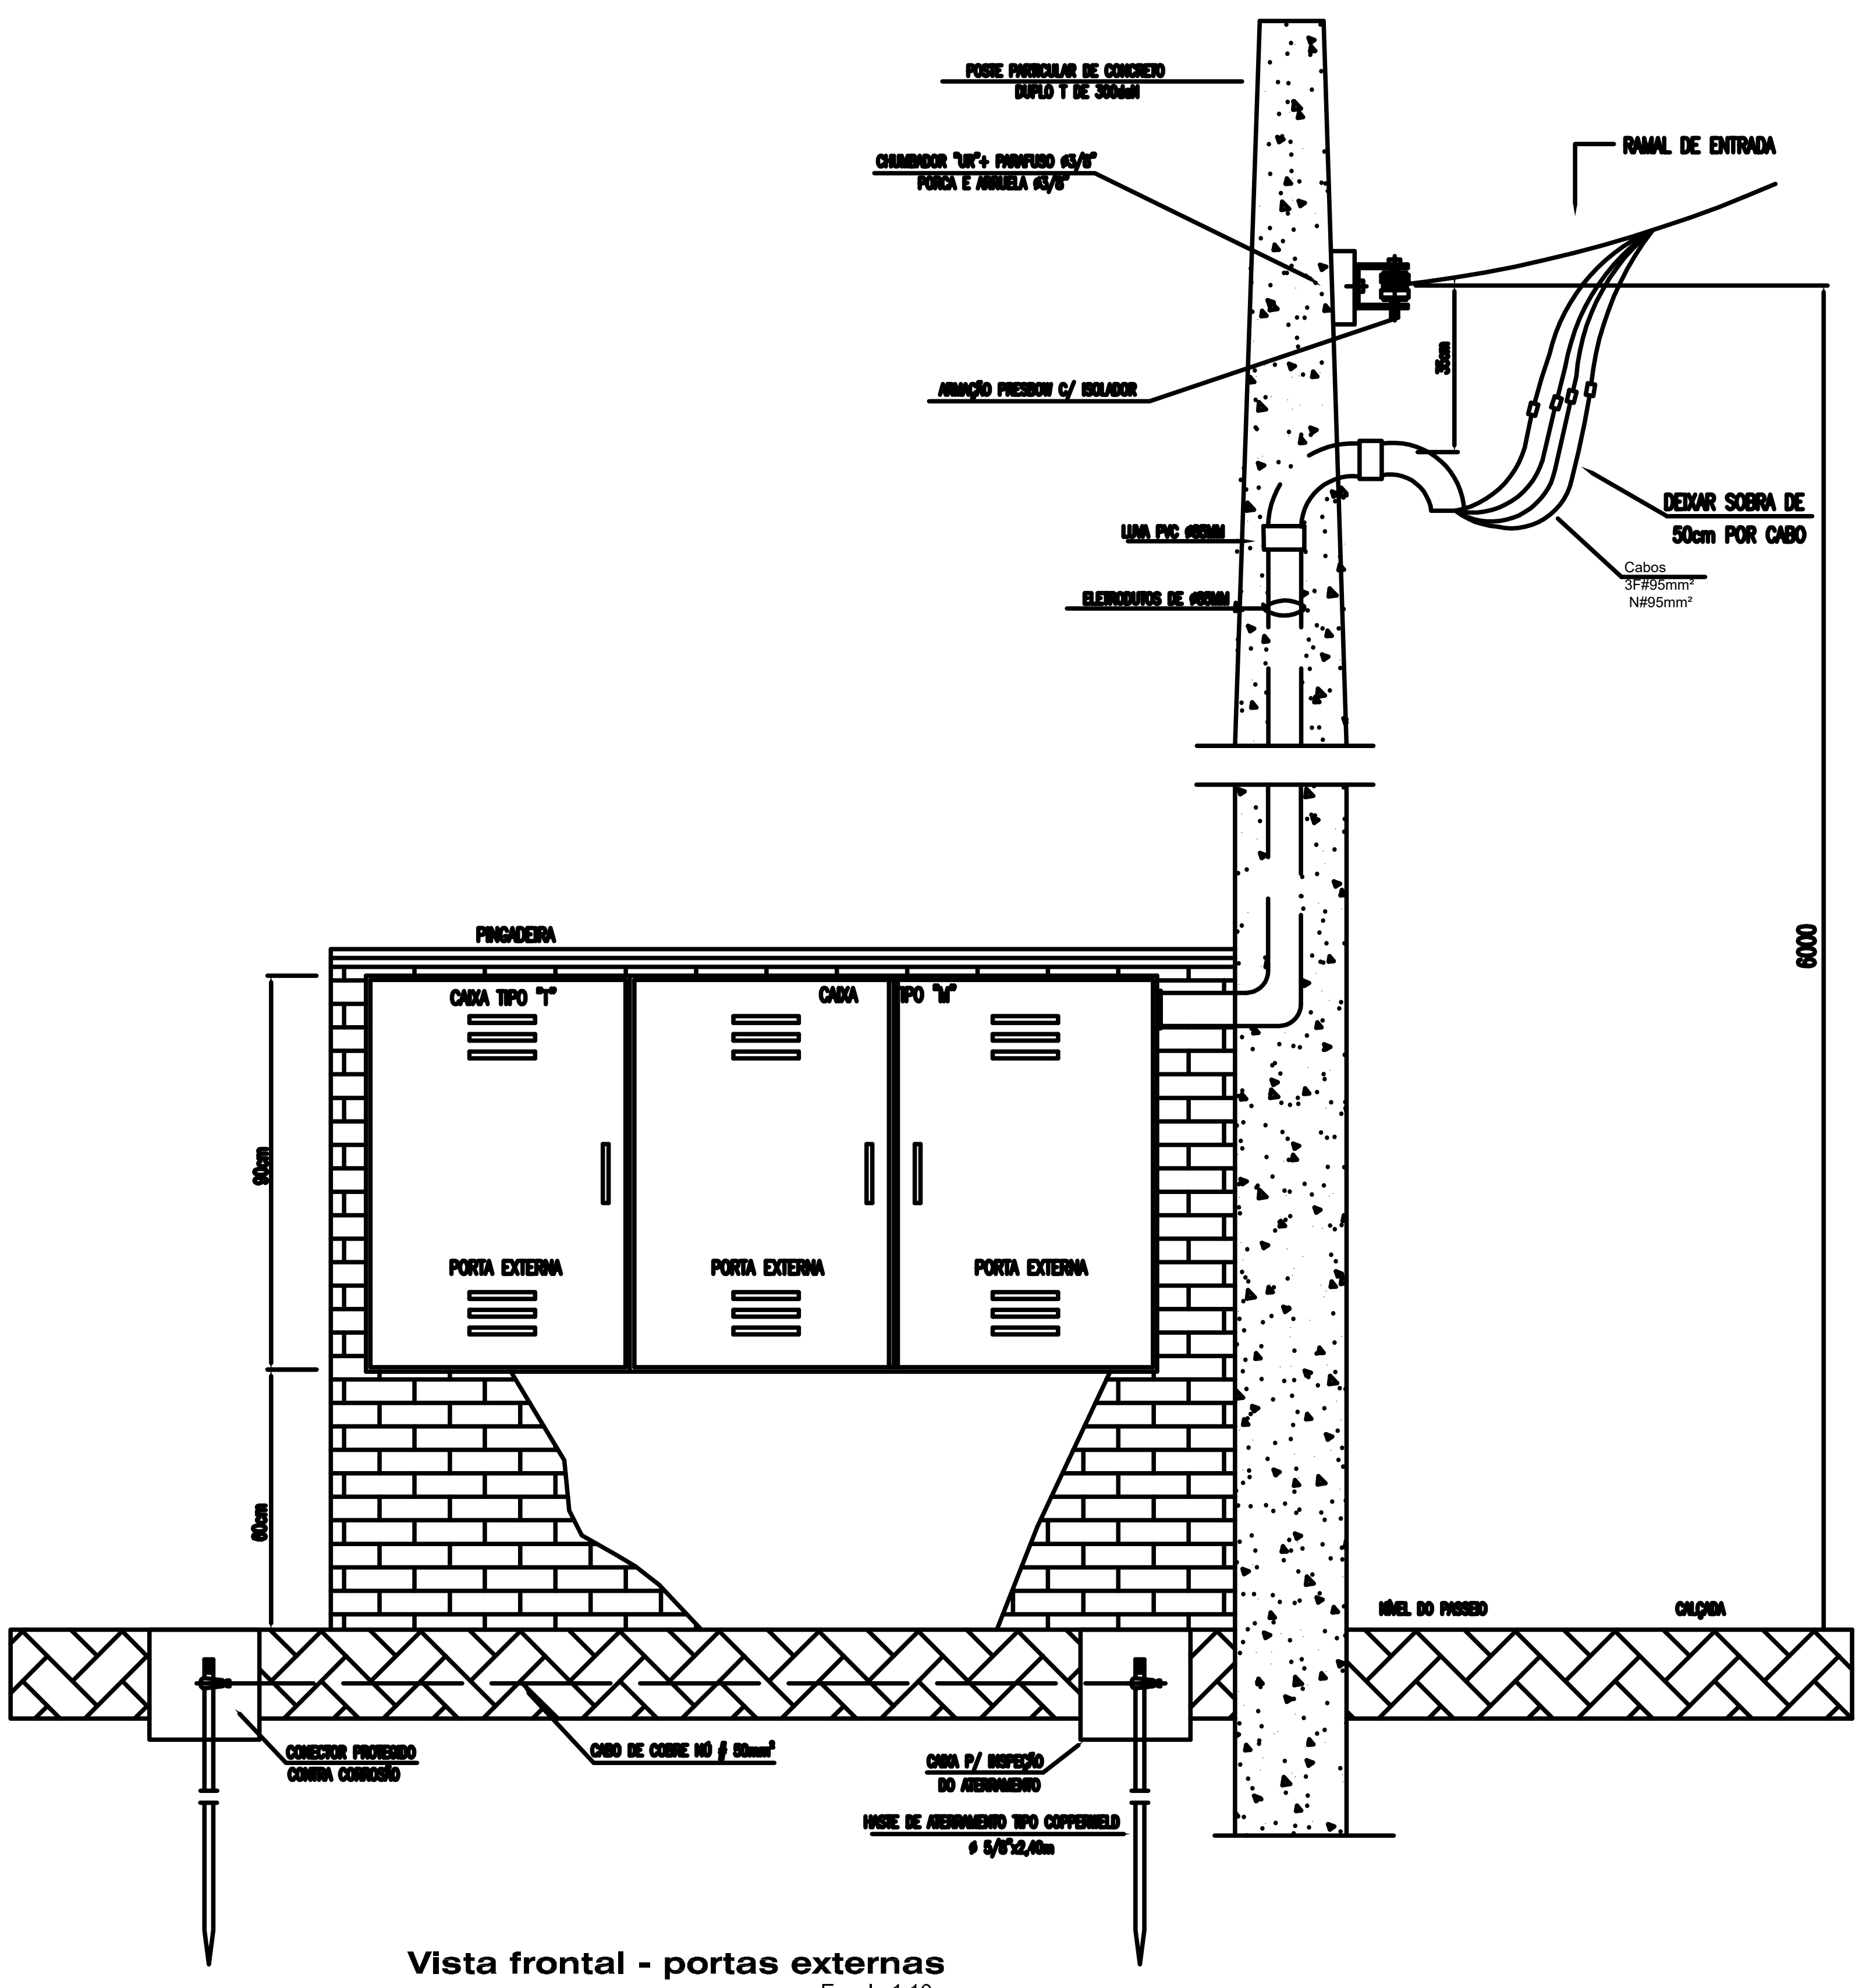 POSTE PARTICULAR DE CONCRETO
DUPLO T DE 300daN
RAMAL DE ENTRADA
CHUMBADOR "UR"+ PARAFUSO ø3/8"
PORCA E ARRUELA ø3/8"
35cm
ARMAÇÃO PRESBOW C/ ISOLADOR
DEIXAR SOBRA DE
50cm POR CABO
LUVA PVC ø85MM
Cabos
3F#95mm²
N#95mm²
ELETRODUTOS DE ø85MM
6000
PINGADEIRA
CAIXA TIPO "T"
CAIXA TIPO "M"
90cm
PORTA EXTERNA
PORTA EXTERNA
PORTA EXTERNA
60cm
NÍVEL DO PASSEIO
CALÇADA
CONECTOR PROTEGIDO
CONTRA CORROSÃO
CABO DE COBRE NÚ # 50mm²
CAIXA P/ INSPEÇÃO
DO ATERRAMENTO
HASTE DE ATERRAMENTO TIPO COPPERWELD
ø 5/8"x2,40m
Vista frontal - portas externas